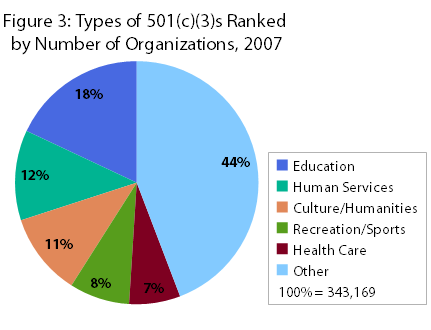 Figure 3: Types of 501(c)(3)s Ranked
by Number of Organizations, 2007
18%
44%
12%
11%
8%
7%
Education
Human Services
Culture/Humanities
Recreation/Sports
Health Care
Other
100% = 343,169